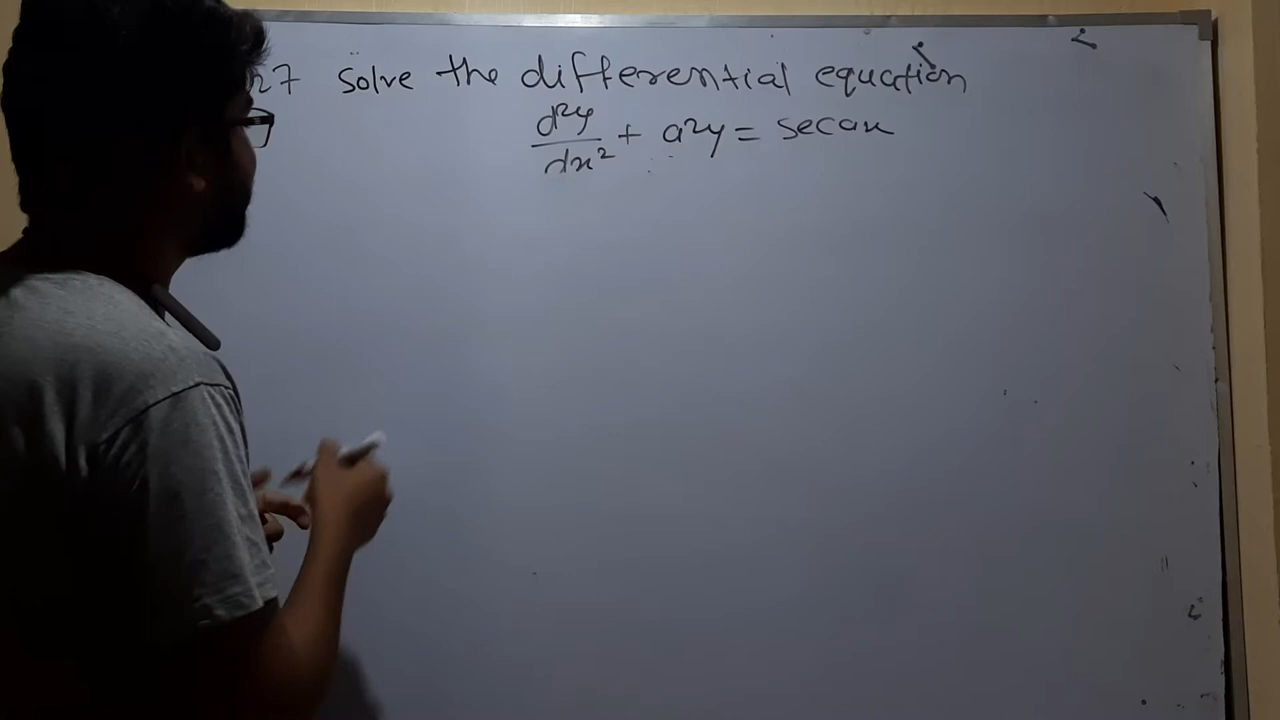 27 solve the differential equation
d²y/dx² + a²y = secax